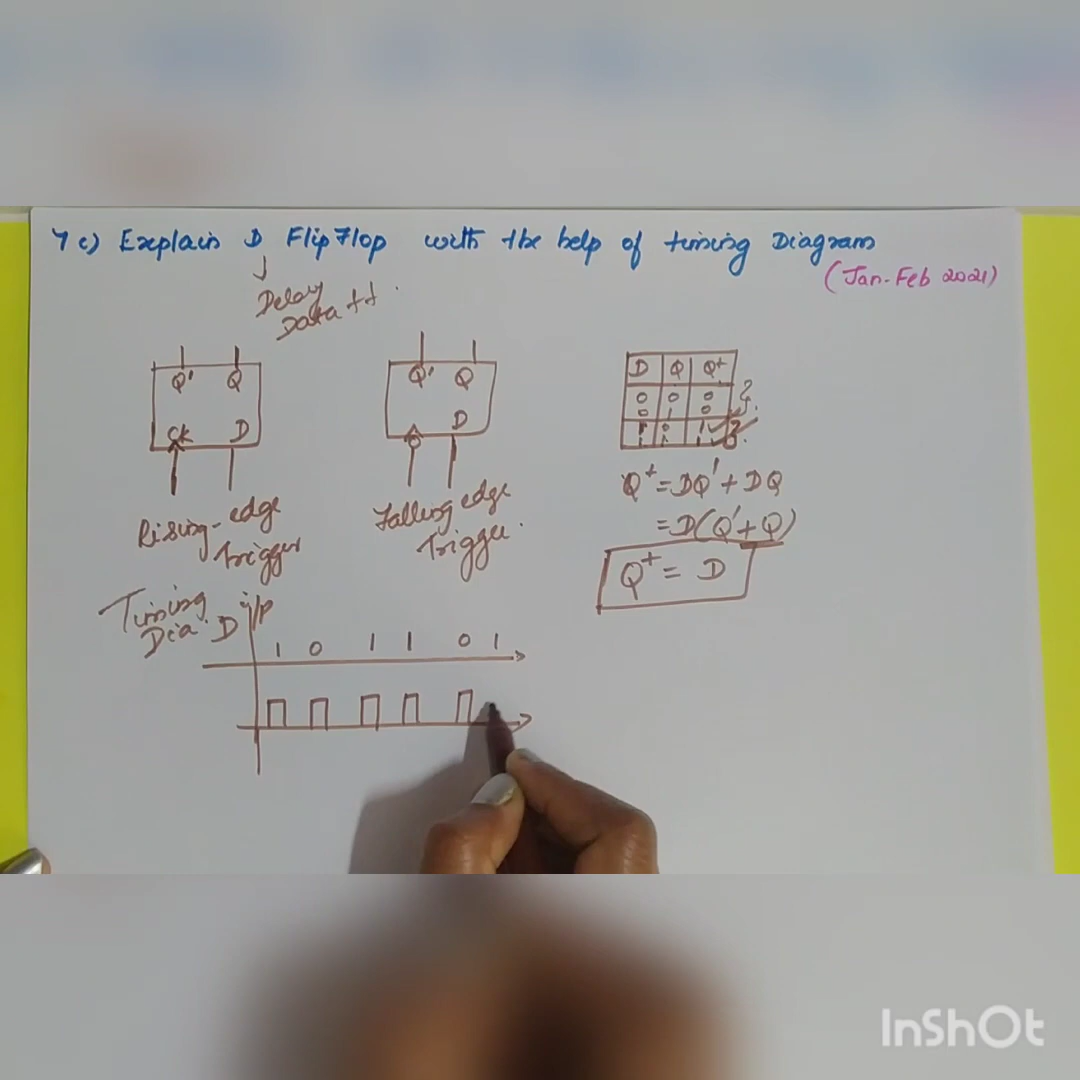 7 c) Explain D FlipFlop with the help of timing Diagram
(Jan-Feb 2021)
Delay
Data ff.
Q' Q
CK D
Rising-edge
Trigger
Q' Q
D
Falling edge
Trigger.
D Q Q+
0 0 0
0 1 0
1 0 1
1 1 1
Q+ = DQ' + DQ
= D(Q'+Q)
Q+ = D
Timing
Dia. D i/p
1 0 1 1 0 1
InShOt